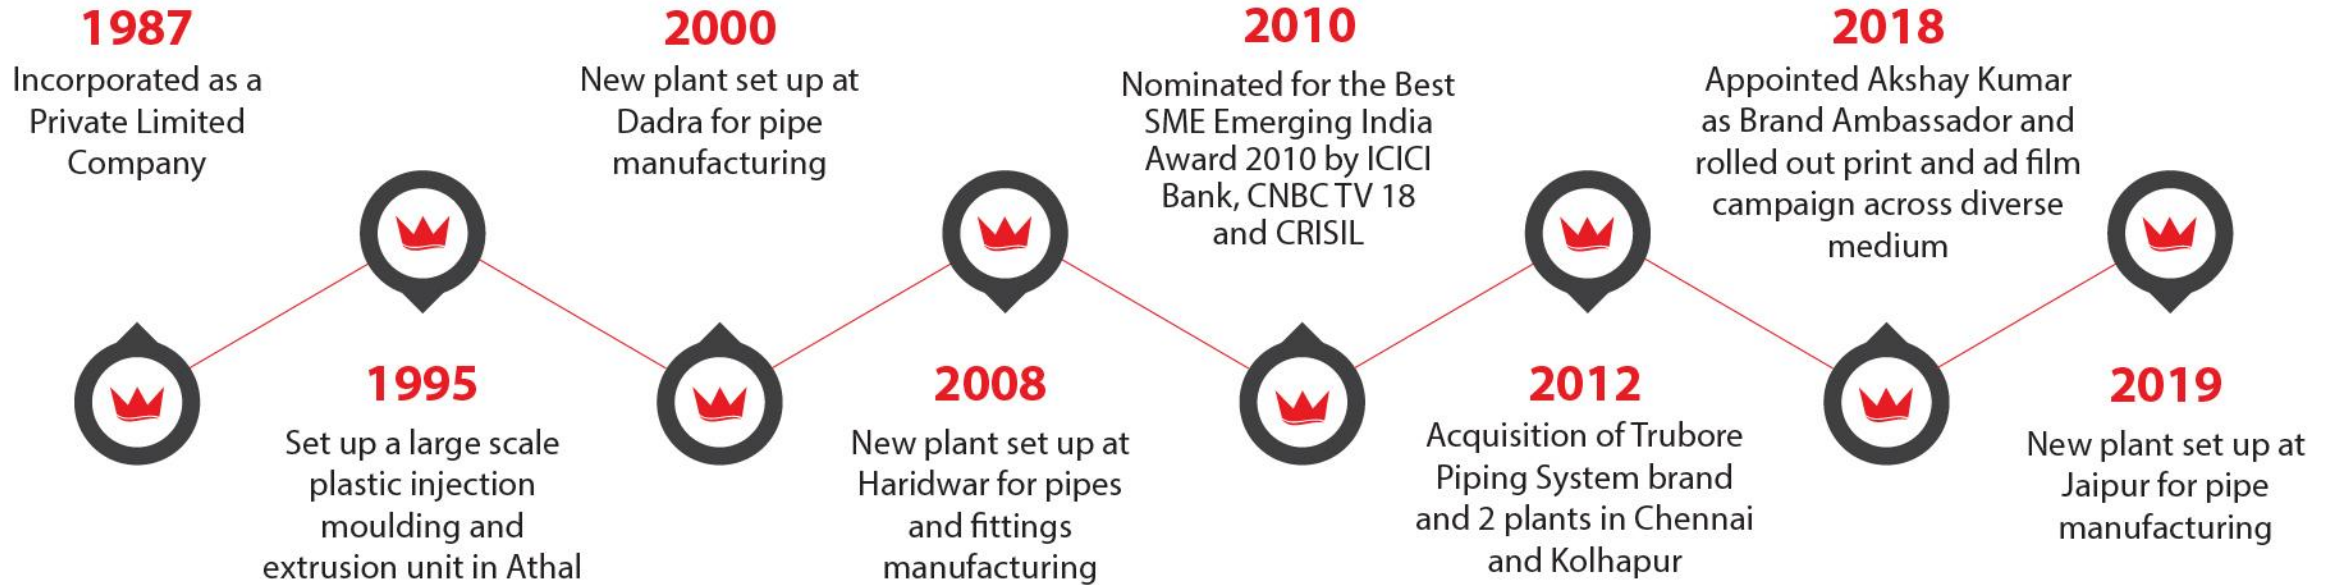 1987
Incorporated as a
Private Limited
Company
1995
Set up a large scale
plastic injection
moulding and
extrusion unit in Athal
2000
New plant set up at
Dadra for pipe
manufacturing
2008
New plant set up at
Haridwar for pipes
and fittings
manufacturing
2010
Nominated for the Best
SME Emerging India
Award 2010 by ICICI
Bank, CNBC TV 18
and CRISIL
2012
Acquisition of Trubore
Piping System brand
and 2 plants in Chennai
and Kolhapur
2018
Appointed Akshay Kumar
as Brand Ambassador and
rolled out print and ad film
campaign across diverse
medium
2019
New plant set up at
Jaipur for pipe
manufacturing